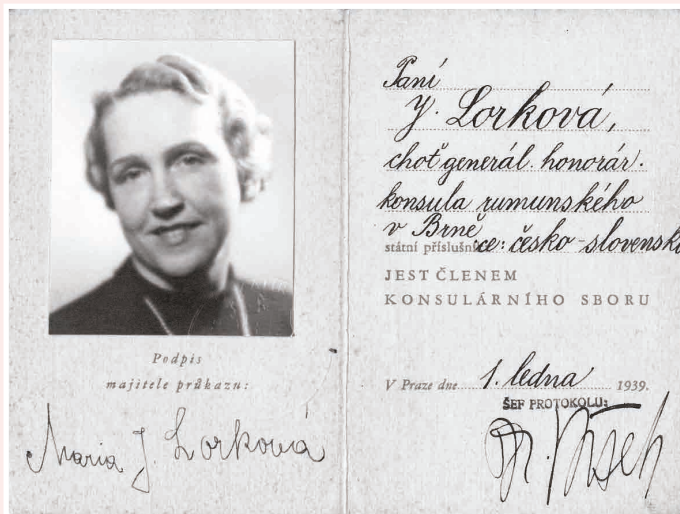 Podpis
majitele průkazu:
Maria J. Lorková
Paní
J. Lorková,
choť generál. honorár.
konsula rumunského
v Brně
státní příslušnice: česko-slovenské
JEST ČLENEM
KONSULÁRNÍHO SBORU
V Praze dne 1. ledna 1939.
ŠEF PROTOKOLU: